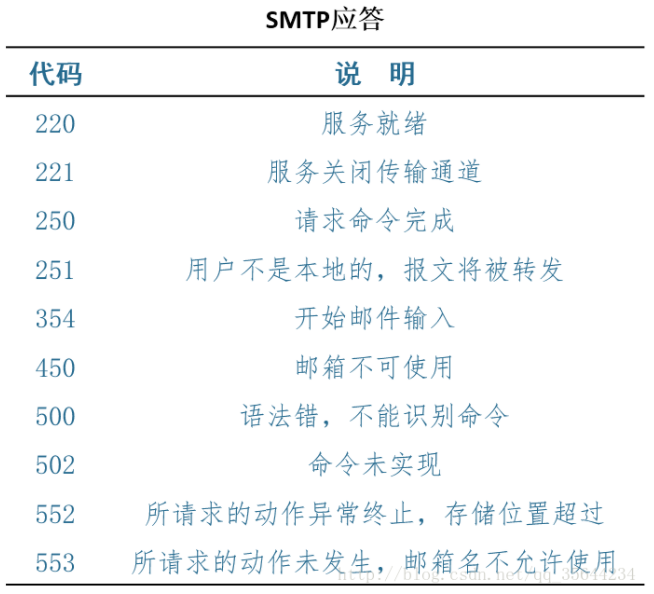 SMTP应答
代码 说 明
220 服务就绪
221 服务关闭传输通道
250 请求命令完成
251 用户不是本地的，报文将被转发
354 开始邮件输入
450 邮箱不可使用
500 语法错，不能识别命令
502 命令未实现
552 所请求的动作异常终止，存储位置超过
553 所请求的动作未发生，邮箱名不允许使用